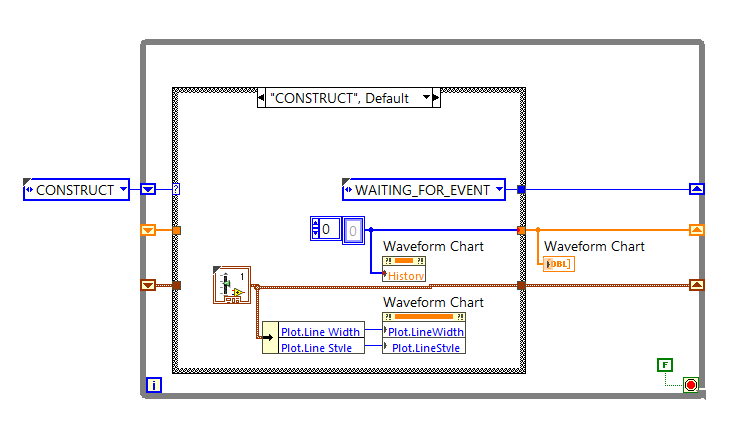 "CONSTRUCT", Default
CONSTRUCT
?
WAITING_FOR_EVENT
0
0
Waveform Chart
Waveform Chart
DBL
?!
?!
History
1
Waveform Chart
?!
?!
Plot.Line Width
Plot.LineWidth
Plot.Line Style
Plot.LineStyle
F
i